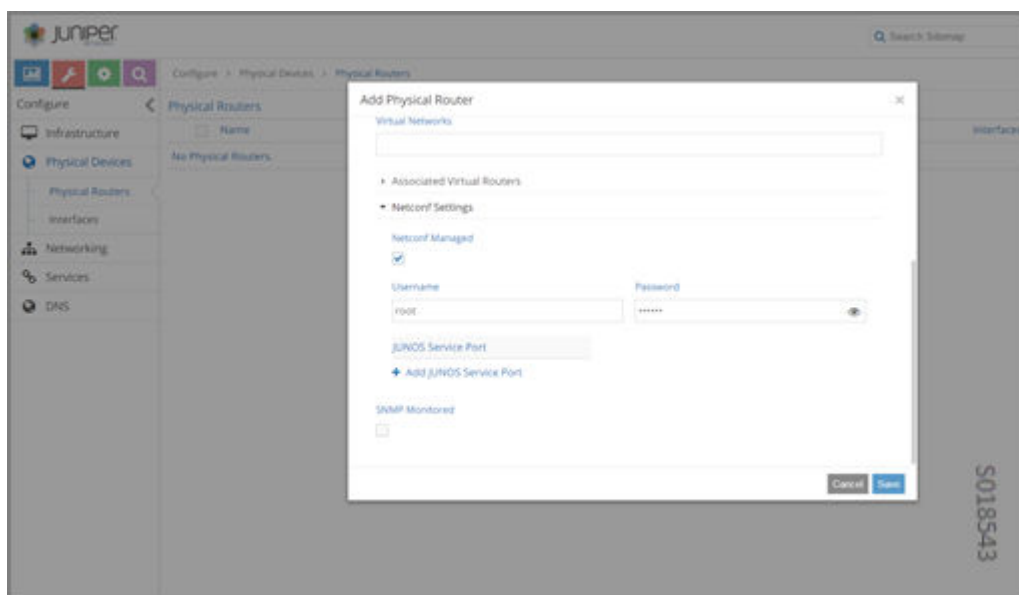 JUNIPER
NETWORKS
Search Sitemap
Configure > Physical Devices > Physical Routers
Configure
Infrastructure
Physical Devices
Physical Routers
Interfaces
Networking
Services
DNS
Physical Routers
Name
Interfaces
No Physical Routers.
Add Physical Router
Virtual Networks
Associated Virtual Routers
Netconf Settings
Netconf Managed
Username
Password
root
••••••
JUNOS Service Port
+ Add JUNOS Service Port
SNMP Monitored
Cancel
Save
S018543